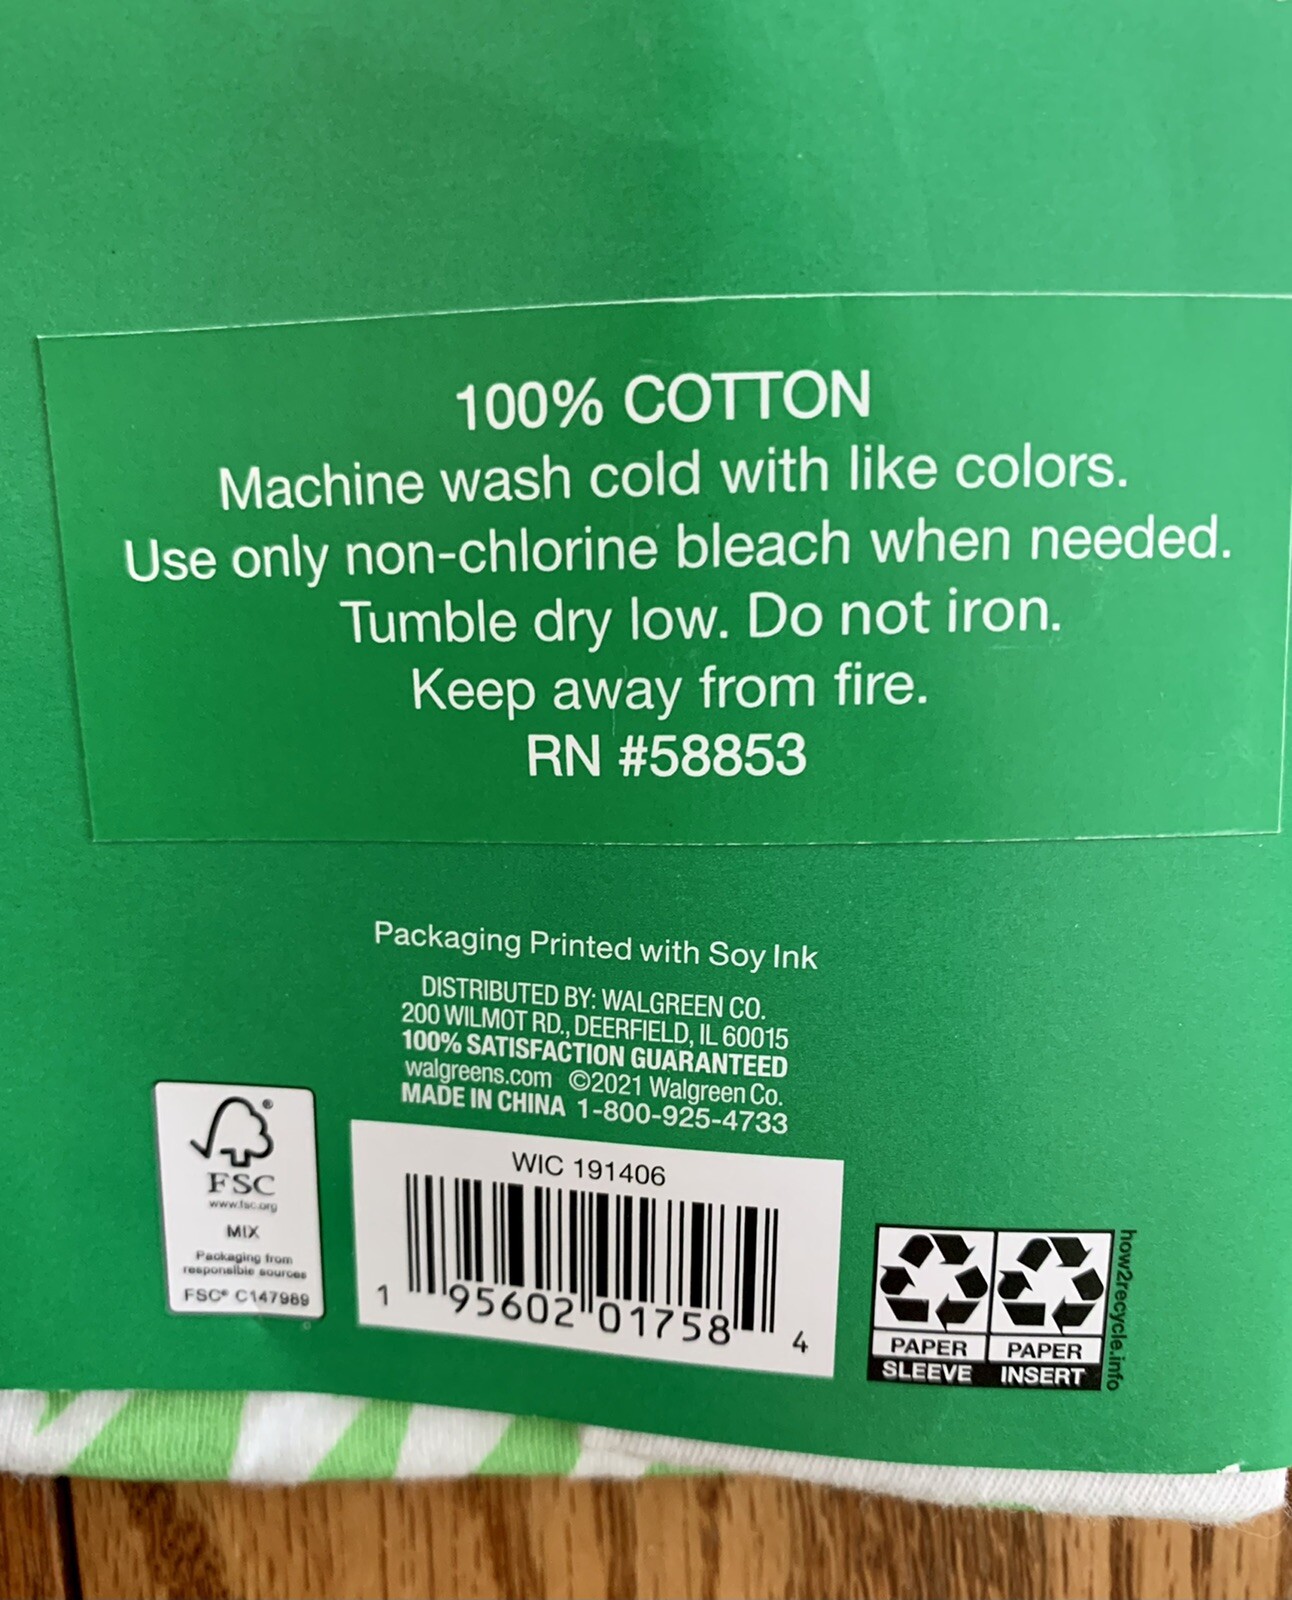 100% COTTON
Machine wash cold with like colors.
Use only non-chlorine bleach when needed.
Tumble dry low. Do not iron.
Keep away from fire.
RN #58853
Packaging Printed with Soy Ink
DISTRIBUTED BY: WALGREEN CO.
200 WILMOT RD., DEERFIELD, IL 60015
100% SATISFACTION GUARANTEED
walgreens.com ©2021 Walgreen Co.
MADE IN CHINA 1-800-925-4733
FSC
www.fsc.org
MIX
Packaging from
responsible sources
FSC® C147989
WIC 191406
1 95602 01758 4
PAPER
SLEEVE
PAPER
INSERT
how2recycle.info